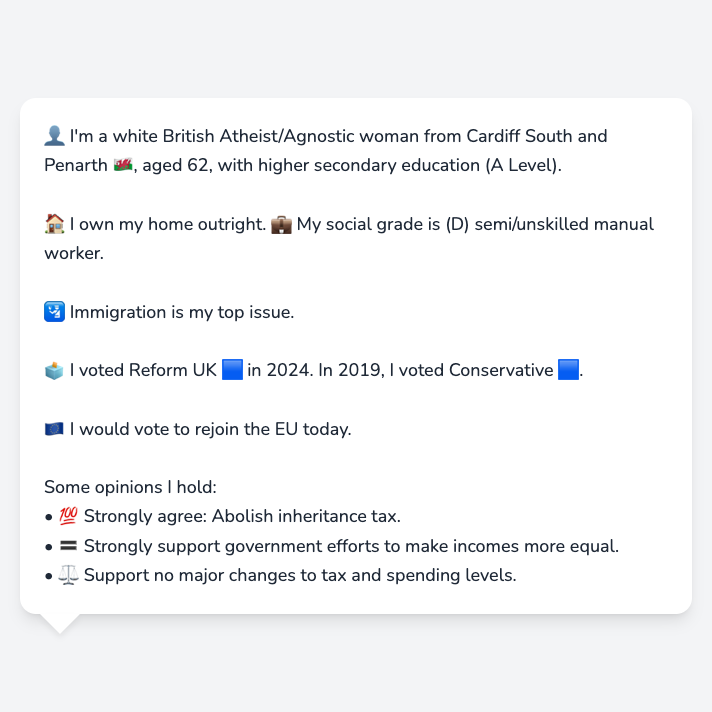 👤 I'm a white British Atheist/Agnostic woman from Cardiff South and
Penarth 🏴󠁧󠁢󠁷󠁬󠁳󠁿, aged 62, with higher secondary education (A Level).
🏠 I own my home outright. 💼 My social grade is (D) semi/unskilled manual
worker.
🛂 Immigration is my top issue.
🗳️ I voted Reform UK 🟦 in 2024. In 2019, I voted Conservative 🟦.
🇪🇺 I would vote to rejoin the EU today.
Some opinions I hold:
• 💯 Strongly agree: Abolish inheritance tax.
• 🟰 Strongly support government efforts to make incomes more equal.
• ⚖️ Support no major changes to tax and spending levels.